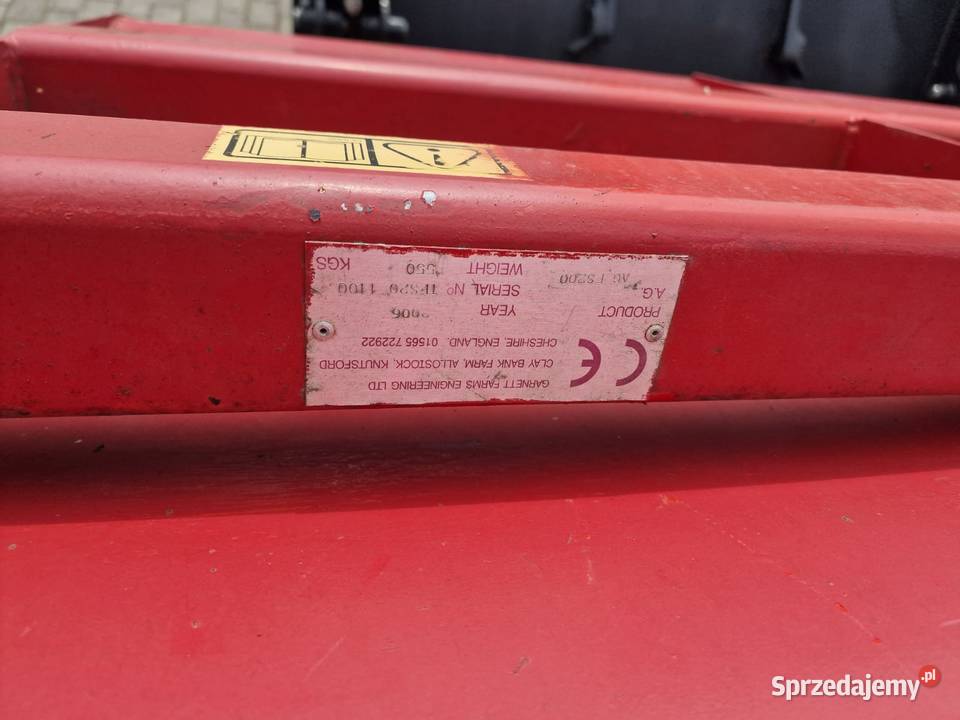 CE GARNETT FARMS ENGINEERING LTD
CLAY BANK FARM, ALLOSTOCK, KNUTSFORD
CHESHIRE, ENGLAND. 01565 722922
PRODUCT YEAR 2006
A.G. SERIAL Nº 1100
WEIGHT 550 KGS
Sprzedajemy.pl